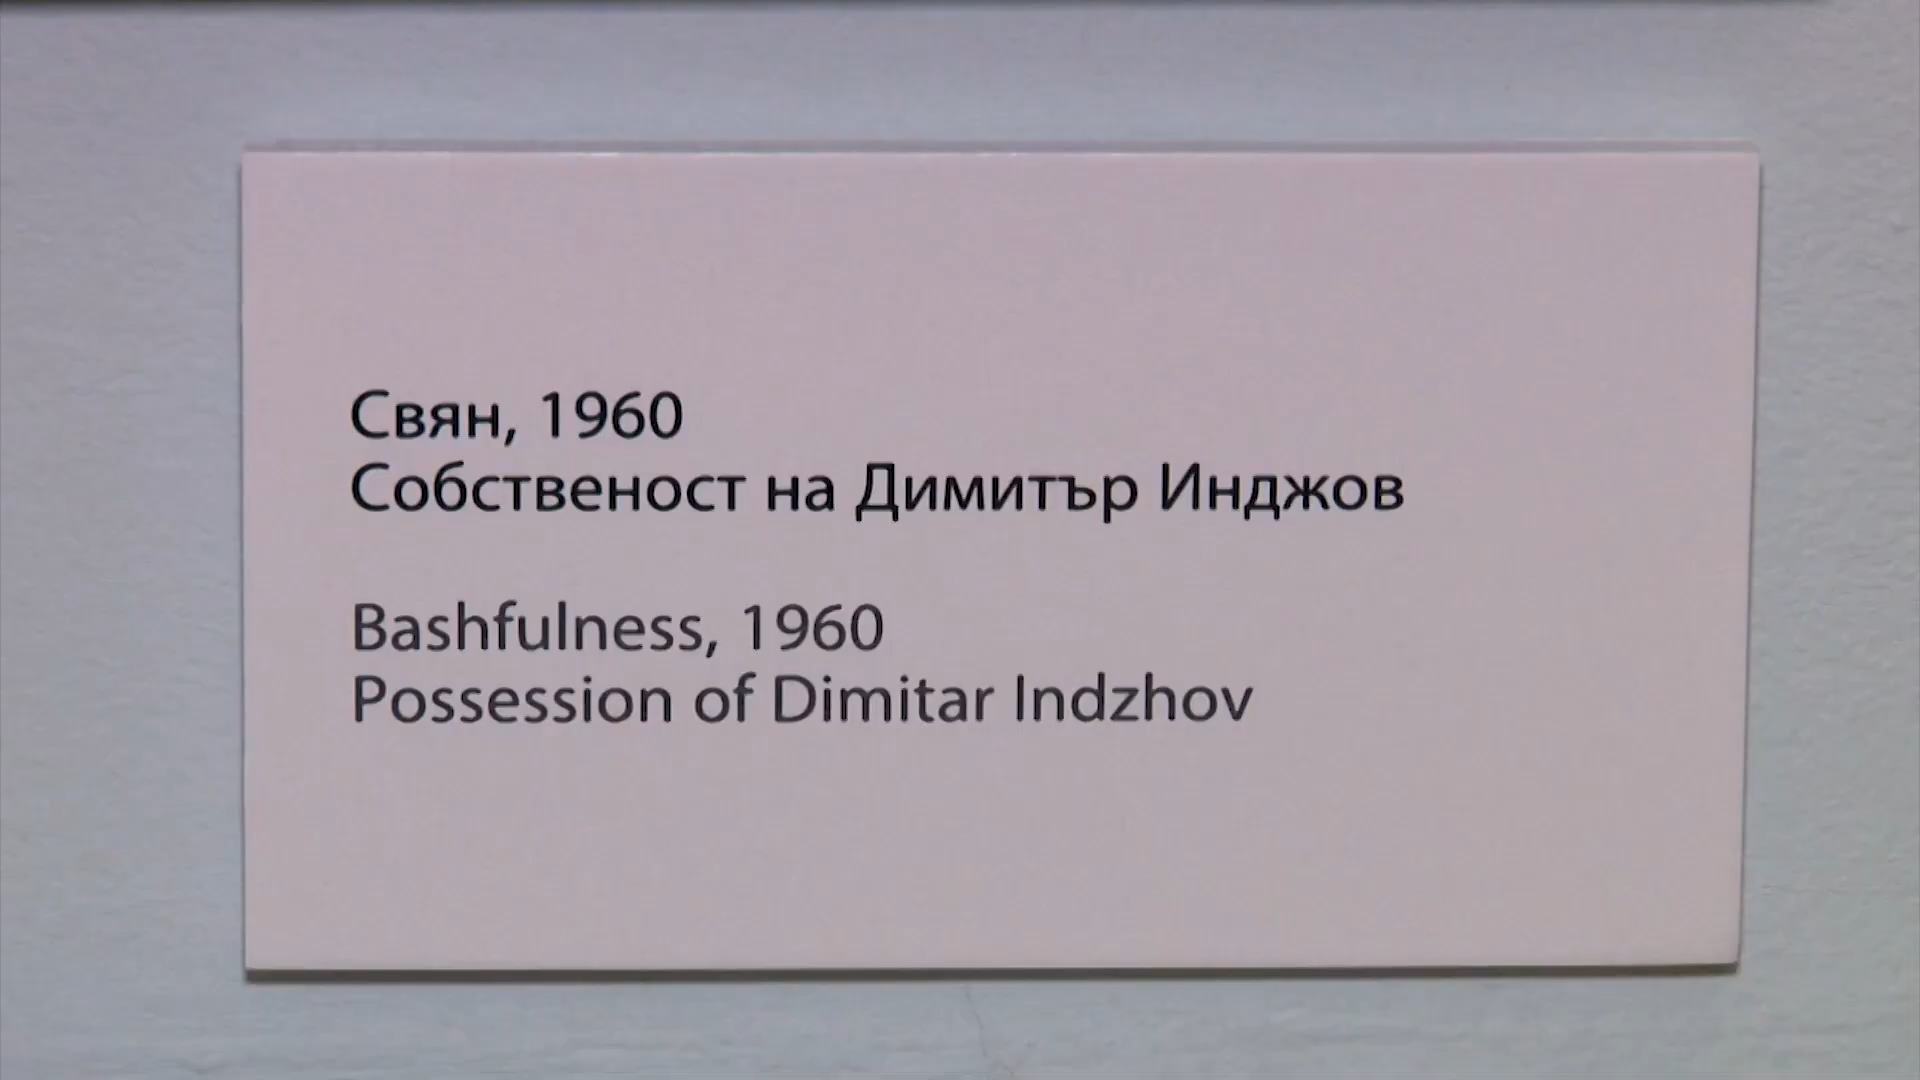 Свян, 1960
Собственост на Димитър Инджов
Bashfulness, 1960
Possession of Dimitar Indzhov